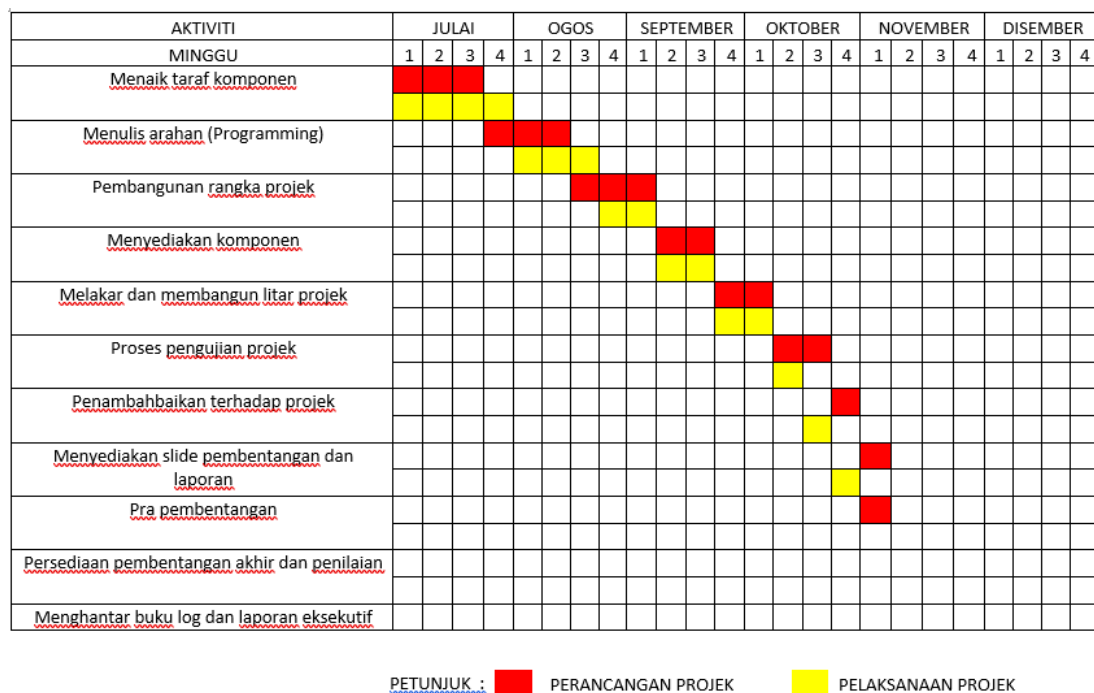 AKTIVITI JULAI OGOS SEPTEMBER OKTOBER NOVEMBER DISEMBER
MINGGU 1 2 3 4 1 2 3 4 1 2 3 4 1 2 3 4 1 2 3 4 1 2 3 4
Menaik taraf komponen
Menulis arahan (Programming)
Pembangunan rangka projek
Menyediakan komponen
Melakar dan membangun litar projek
Proses pengujian projek
Penambahbaikan terhadap projek
Menyediakan slide pembentangan dan
laporan
Pra pembentangan
Persediaan pembentangan akhir dan penilaian
Menghantar buku log dan laporan eksekutif
PETUNJUK : PERANCANGAN PROJEK PELAKSANAAN PROJEK